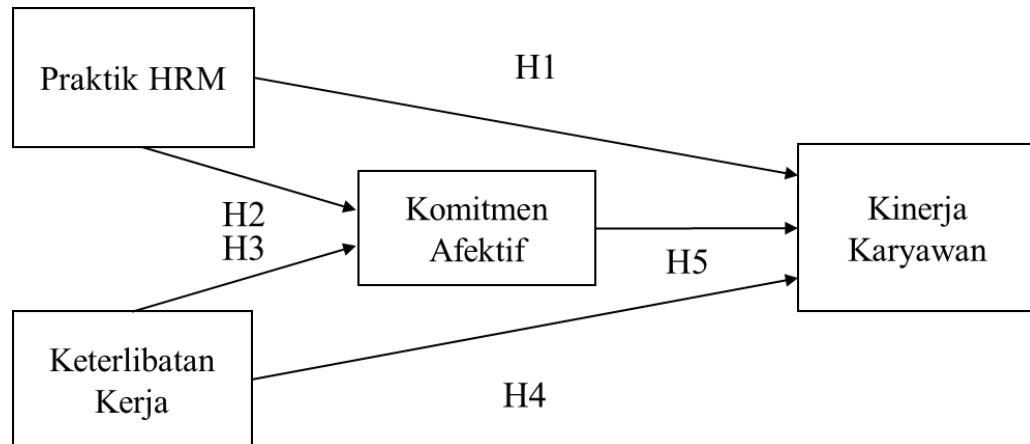 Praktik HRM
H1
H2
H3
Komitmen
Afektif
H5
Kinerja
Karyawan
Keterlibatan
Kerja
H4